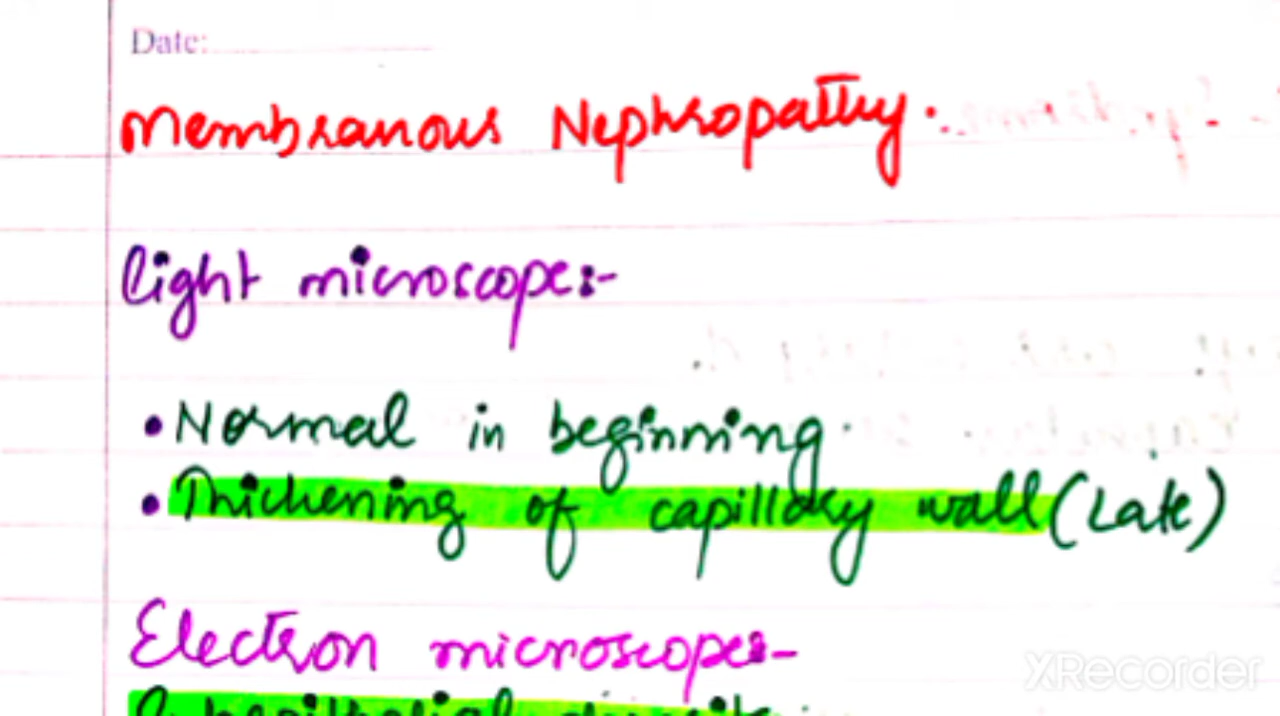 Date:
Membranous Nephropathy.
light microscope:-
• Normal in beginning.
• Thickening of capillary wall (Late)
Electron microscope:-
XRecorder